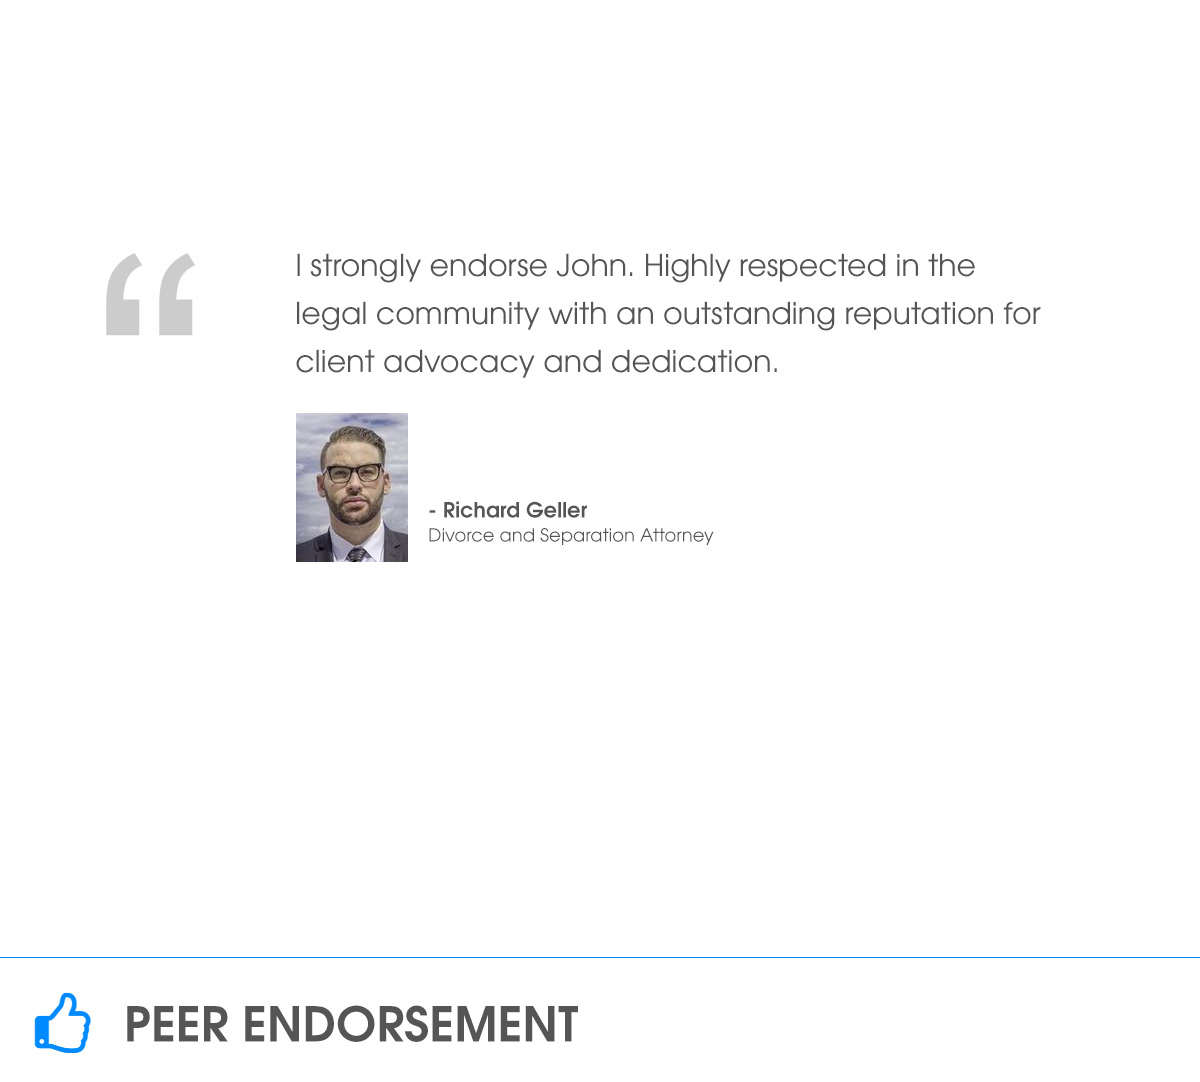 “
I strongly endorse John. Highly respected in the
legal community with an outstanding reputation for
client advocacy and dedication.
- Richard Geller
Divorce and Separation Attorney
PEER ENDORSEMENT